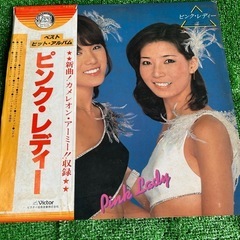 ベスト
ヒット・アルバム
ピンク・レディー
★★新曲！カメレオン・アーミー!!収録★★
Victor
ピンク・レディー
Pink Lady